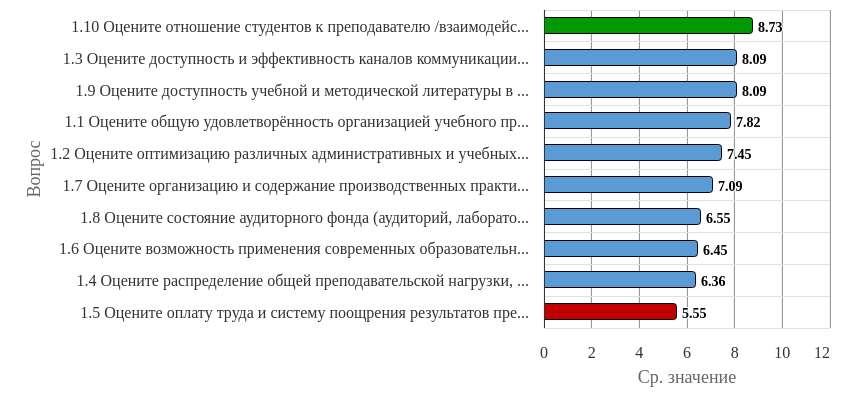 1.10 Оцените отношение студентов к преподавателю /взаимодейс... 8.73
1.3 Оцените доступность и эффективность каналов коммуникации... 8.09
1.9 Оцените доступность учебной и методической литературы в ... 8.09
1.1 Оцените общую удовлетворённость организацией учебного пр... 7.82
1.2 Оцените оптимизацию различных административных и учебных... 7.45
1.7 Оцените организацию и содержание производственных практи... 7.09
1.8 Оцените состояние аудиторного фонда (аудиторий, лаборато... 6.55
1.6 Оцените возможность применения современных образовательн... 6.45
1.4 Оцените распределение общей преподавательской нагрузки, ... 6.36
1.5 Оцените оплату труда и систему поощрения результатов пре... 5.55
Вопрос
0 2 4 6 8 10 12
Ср. значение